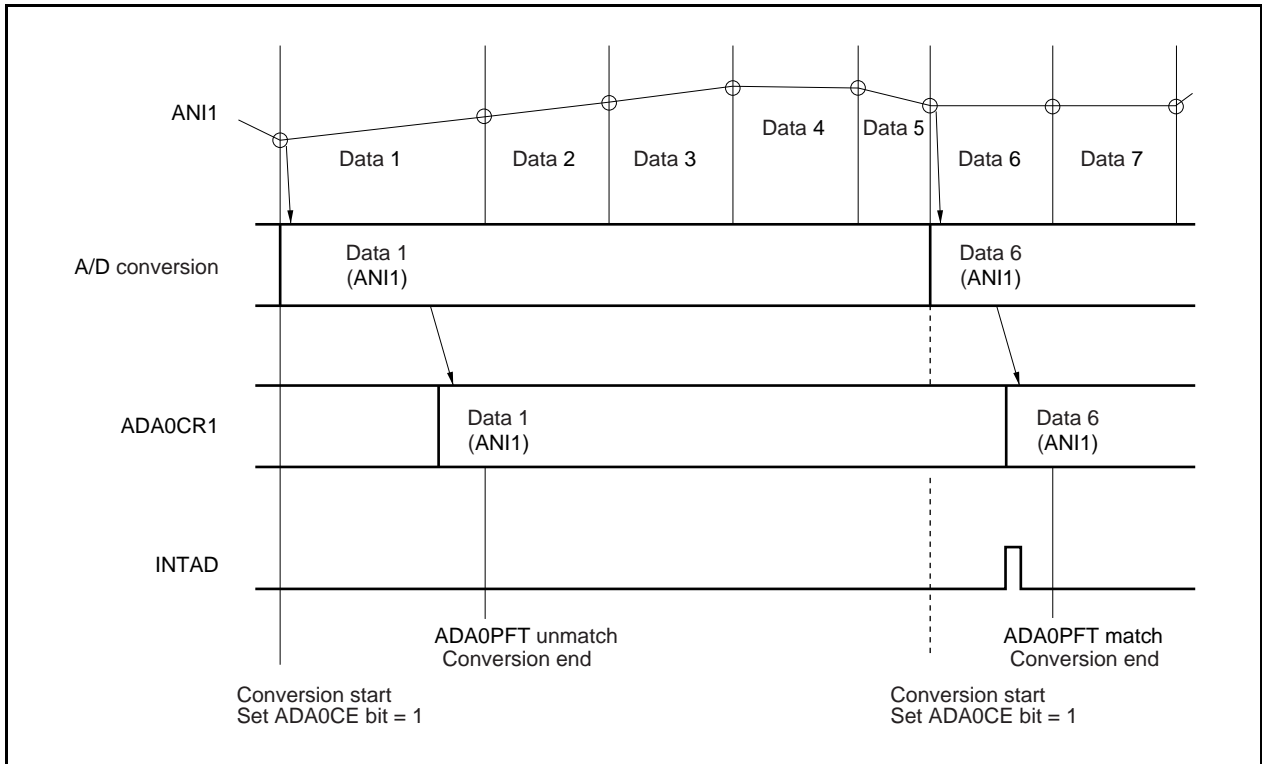 ANI1
Data 1
Data 2
Data 3
Data 4
Data 5
Data 6
Data 7
A/D conversion
Data 1
(ANI1)
Data 6
(ANI1)
ADA0CR1
Data 1
(ANI1)
Data 6
(ANI1)
INTAD
ADA0PFT unmatch
Conversion end
ADA0PFT match
Conversion end
Conversion start
Set ADA0CE bit = 1
Conversion start
Set ADA0CE bit = 1